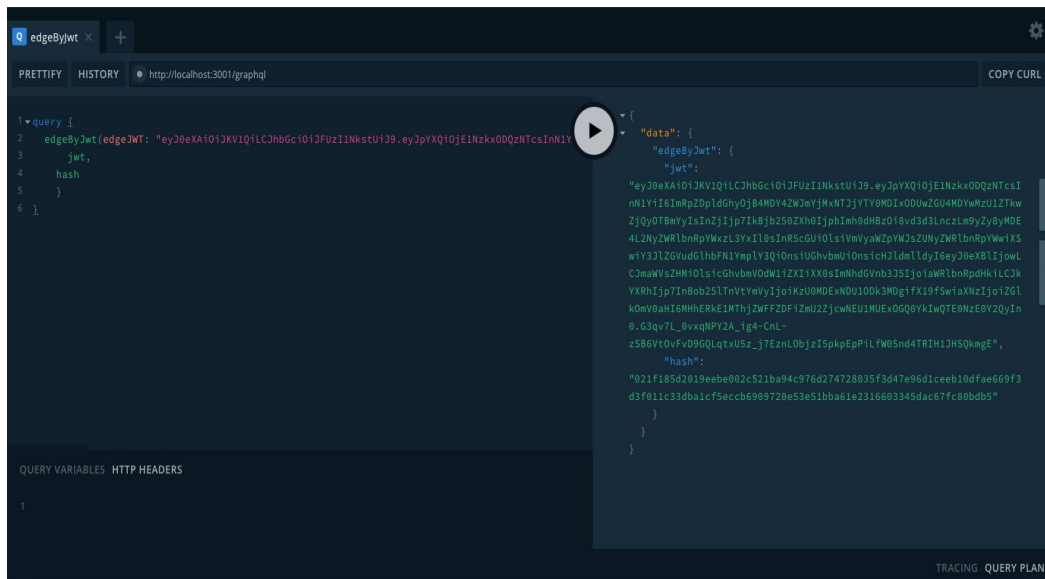 Q edgeByJwt × +
PRETTIFY HISTORY http://localhost:3001/graphql COPY CURL
1 query {
2 edgeByJwt(edgeJWT: "eyJ0eXAiOiJKV1QiLCJhbGciOiJFUzI1NkstUiJ9.eyJpYXQiOjE1NzkxODQzNTcsInN1Y
3 jwt,
4 hash
5 }
6 }
{
"data": {
"edgeByJwt": {
"jwt":
"eyJ0eXAiOiJKV1QiLCJhbGciOiJFUzI1NkstUiJ9.eyJpYXQiOjE1NzkxODQzNTcsI
nN1YiI6ImRpZDpldGhyOjB4MDY4ZWJmYjMxNTJjYTY0MDIxODUwZGU4MDYwMzU1ZTkw
ZjQyOTBmYyIsInZjIjp7IkBjb250ZXh0IjpbImh0dHBzOi8vd3d3LnczLm9yZy8yMDE
4L2NyZWRlbnRpYWxzL3YxIl0sInR5cGUiOlsiVmVyaWZpYWJsZUNyZWRlbnRpYWwiXS
wiY3JlZGVudGlhbFN1YmplY3QiOnsiUGhvbmUiOnsicHJldmlldyI6eyJ0eXBlIjowL
CJmaWVsZHMiOlsicGhvbmVOdW1iZXIiXX0sImNhdGVnb3J5IjoiaWRlbnRpdHkiLCJk
YXRhIjp7InBob25lTnVtYmVyIjoiKzU0MDExNDU1ODk3MDgifX19fSwiaXNzIjoiZGl
kOmV0aHI6MHhERkE1MThjZWFFZDFiZmU2ZjcwNEU1MUExOGQ0YkIwQTE0NzE0Y2QyIn
0.G3qv7L_0vxqNPY2A_ig4-CnL-
zSB6VtOvFvD9GQLqtxU5z_j7EznLObjzI5pkpEpPiLfW0Snd4TRIH1JHSQkmgE",
"hash":
"021f185d2019eebe002c521ba94c976d274728035f3d47e96d1ceeb10dfae669f3
d3f011c33dba1cf5eccb6909720e53e51bba61e2316603345dac67fc80bdb5"
}
}
}
QUERY VARIABLES HTTP HEADERS
1
TRACING QUERY PLAN